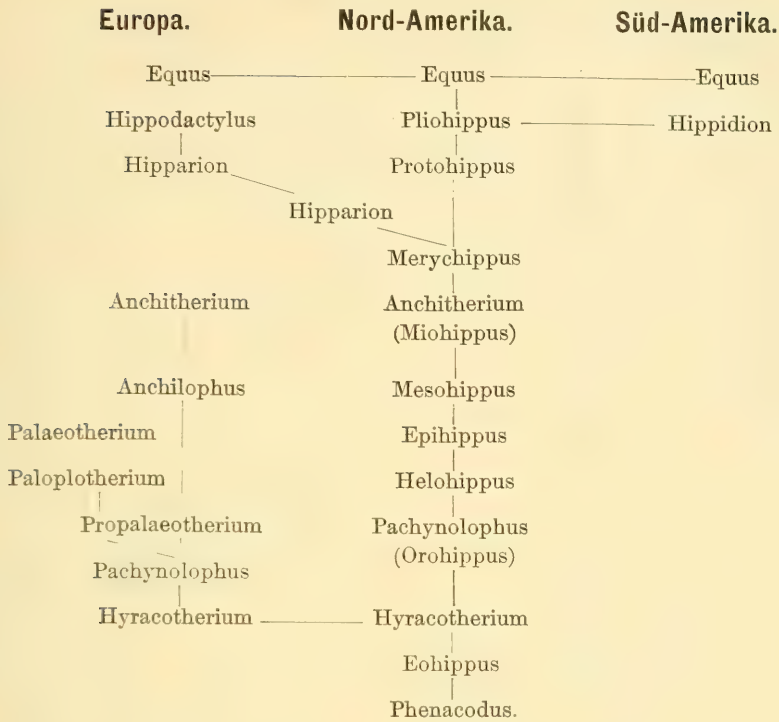 Europa. Nord-Amerika. Süd-Amerika.
Equus Equus Equus
Hippodactylus Pliohippus Hippidion
Hipparion Protohippus
Hipparion
Merychippus
Anchitherium Anchitherium
(Miohippus)
Anchilophus Mesohippus
Palaeotherium Epihippus
Paloplotherium Helohippus
Propalaeotherium Pachynolophus
(Orohippus)
Pachynolophus
Hyracotherium Hyracotherium
Eohippus
Phenacodus.